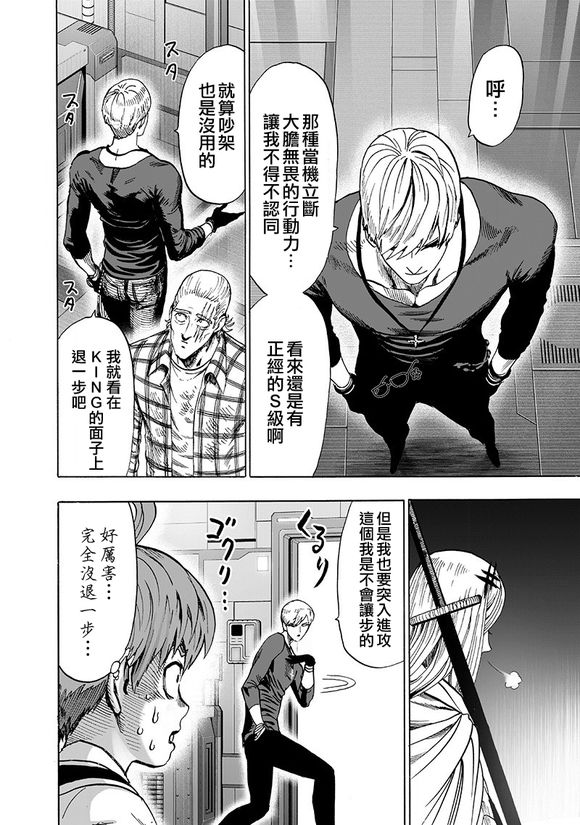 呼…
那種當機立斷
大膽無畏的行動力…
讓我不得不認同
看來還是有
正經的S級啊
就算吵架
也是沒用的
スタ
スタ
スタ
我就看在
KING的面子上
退一步吧
但是我也要突入進攻
這個我是不會讓步的
くるり
ゴクリ…
好厲害…
完全沒退一步…